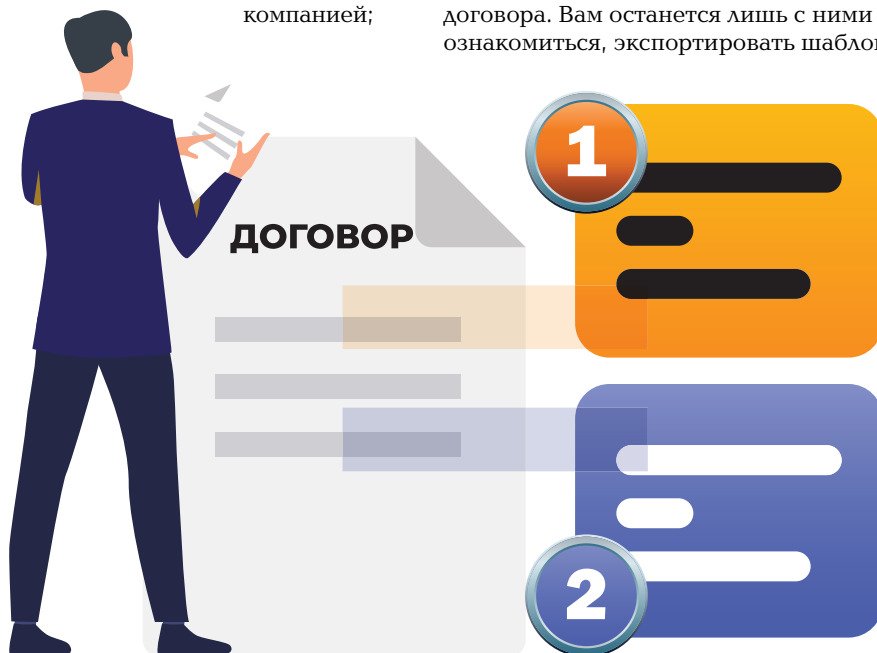 компанией;
договора. Вам останется лишь с ними
ознакомиться, экспортировать шаблон
ДОГОВОР
1
2